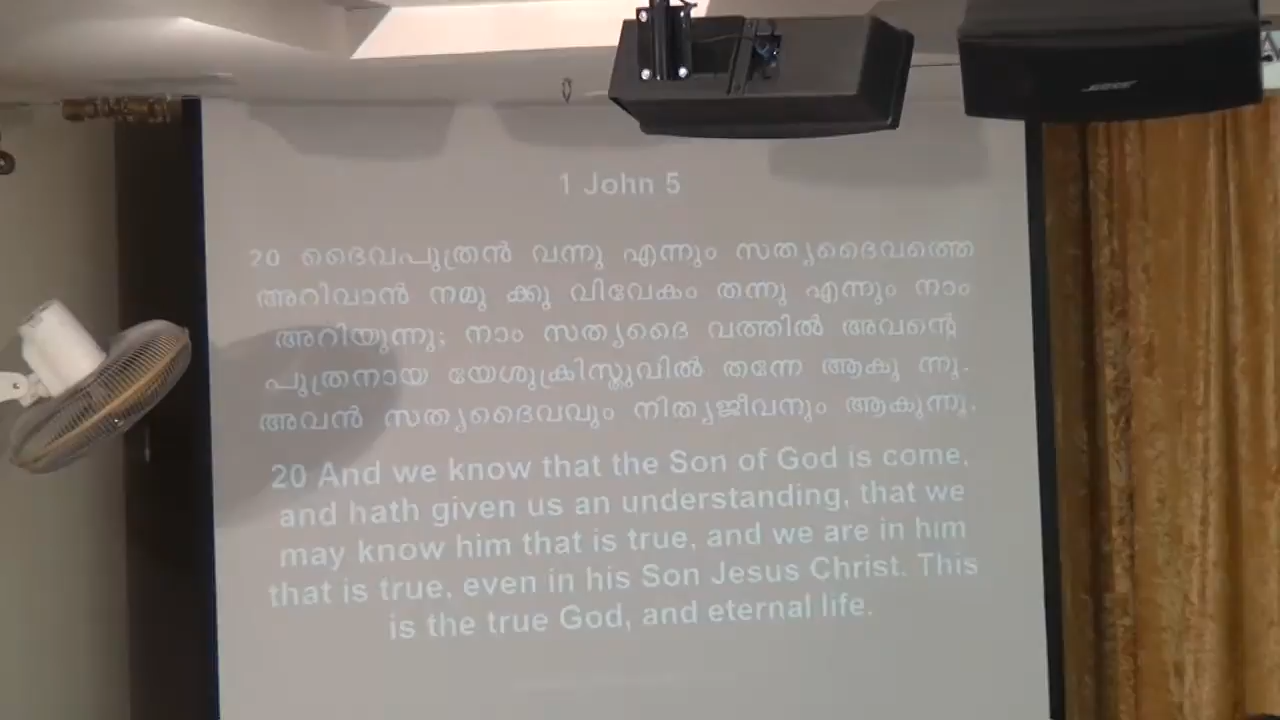 1 John 5
20 ദൈവപുത്രൻ വന്നു എന്നും സത്യദൈവത്തെ
അറിവാൻ നമു ക്കു വിവേകം തന്നു എന്നും നാം
അറിയുന്നു; നാം സത്യദൈ വത്തിൽ അവന്റെ
പുത്രനായ യേശുക്രിസ്തുവിൽ തന്നേ ആകു ന്നു.
അവൻ സത്യദൈവവും നിത്യജീവനും ആകുന്നു.
20 And we know that the Son of God is come,
and hath given us an understanding, that we
may know him that is true, and we are in him
that is true, even in his Son Jesus Christ. This
is the true God, and eternal life.
BOSE